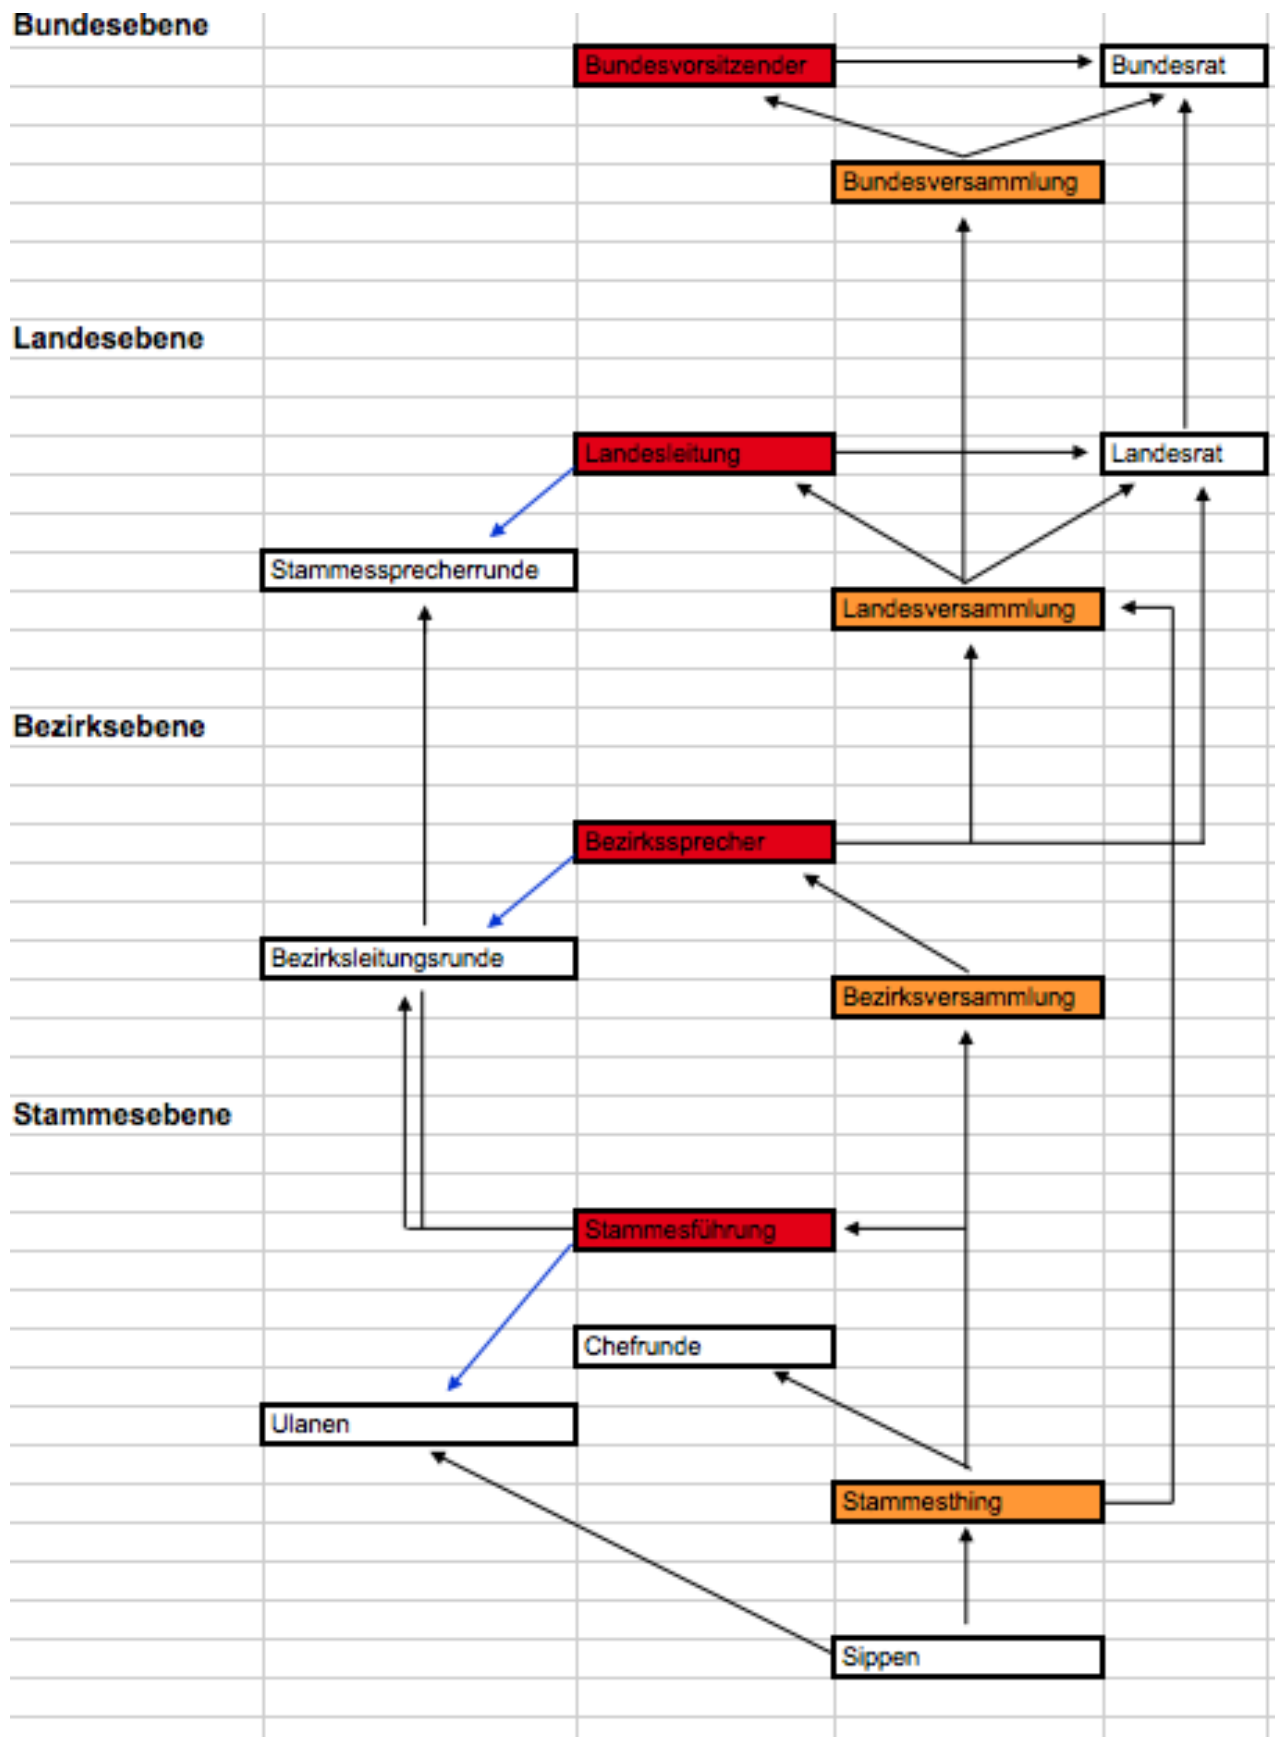 Bundesebene
Bundesvorsitzender
Bundesrat
Bundesversammlung
Landesebene
Landesleitung
Landesrat
Stammessprecherrunde
Landesversammlung
Bezirksebene
Bezirkssprecher
Bezirksleitungsrunde
Bezirksversammlung
Stammesebene
Stammesführung
Chefrunde
Ulanen
Stammesthing
Sippen